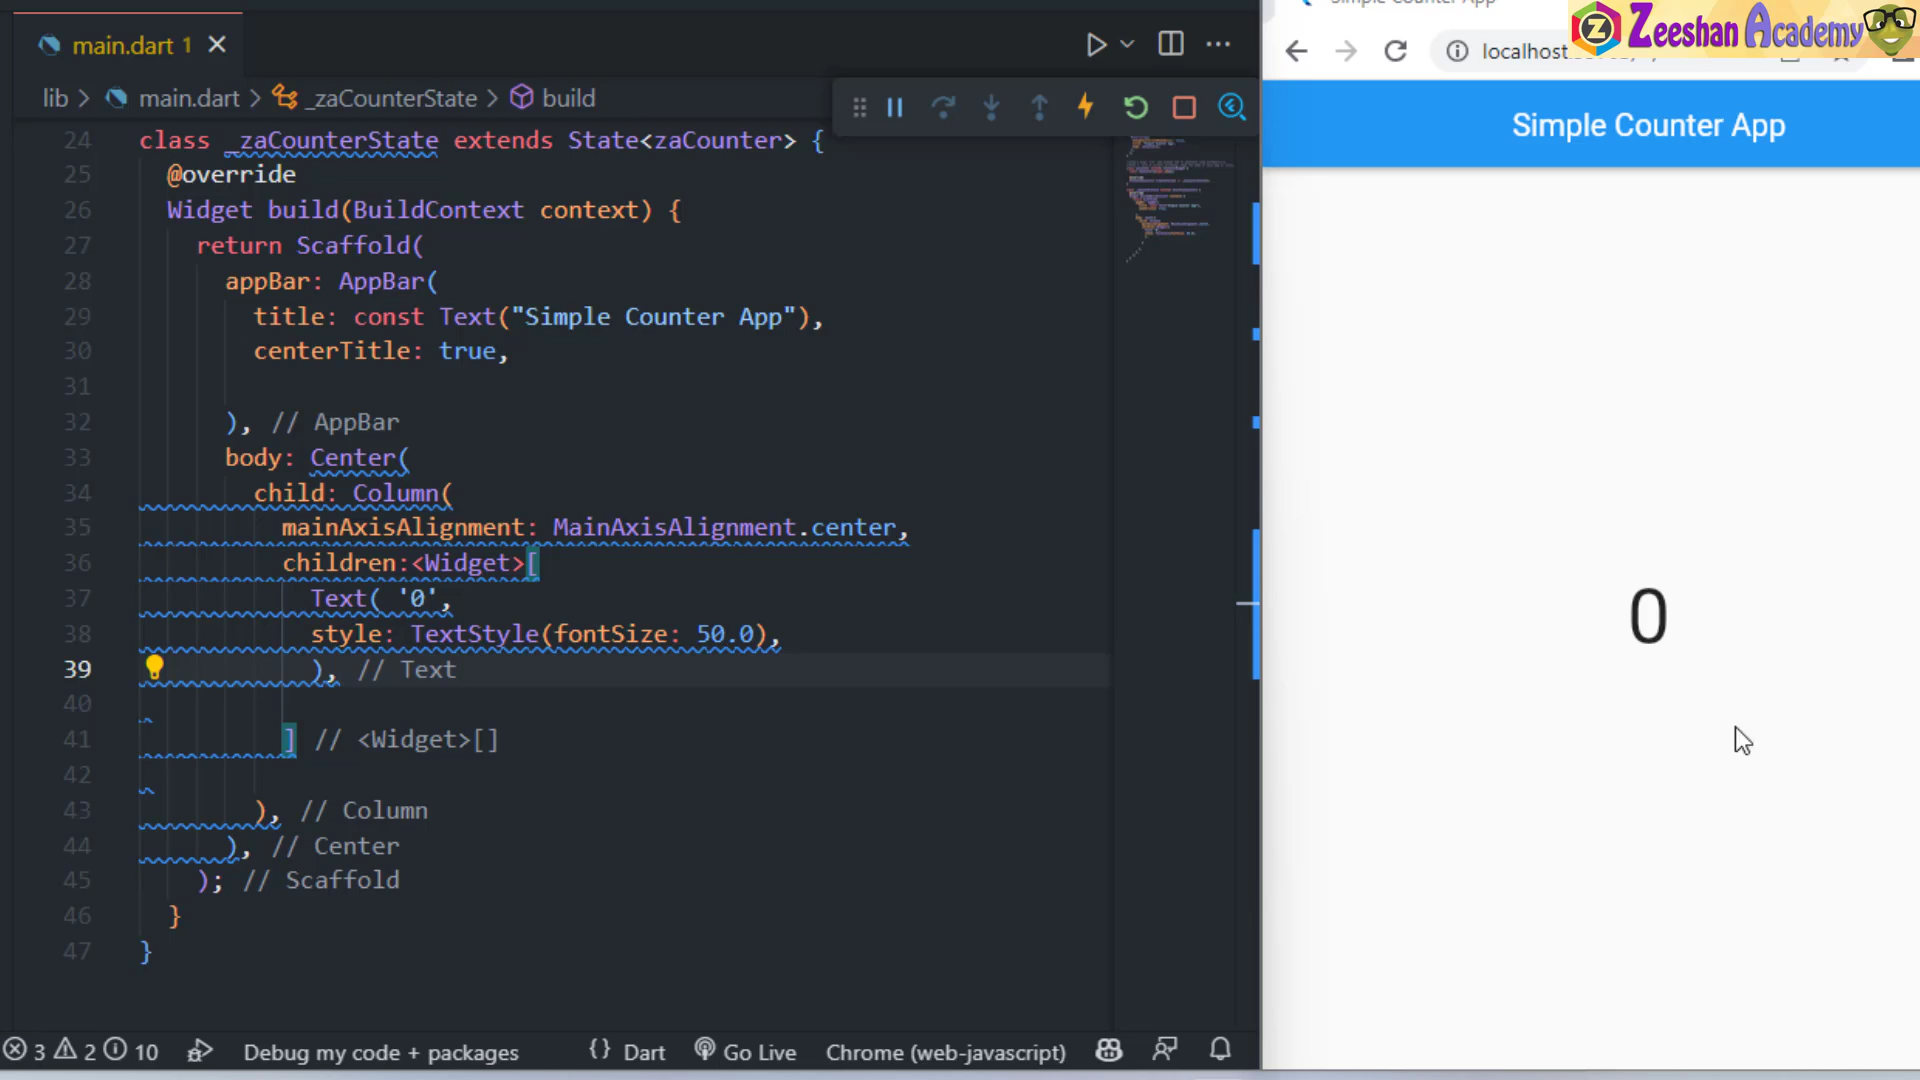 Simple Counter App
Zeeshan Academy
main.dart 1
localhost:
lib > main.dart > _zaCounterState > build
Simple Counter App
24 class _zaCounterState extends State<zaCounter> {
25 @override
26 Widget build(BuildContext context) {
27 return Scaffold(
28 appBar: AppBar(
29 title: const Text("Simple Counter App"),
30 centerTitle: true,
31
32 ), // AppBar
33 body: Center(
34 child: Column(
35 mainAxisAlignment: MainAxisAlignment.center,
36 children:<Widget>[
37 Text( '0',
38 style: TextStyle(fontSize: 50.0),
39 ), // Text
40
41 ] // <Widget>[]
42
43 ), // Column
44 ), // Center
45 ); // Scaffold
46 }
47 }
0
3 2 10 Debug my code + packages {} Dart Go Live Chrome (web-javascript)